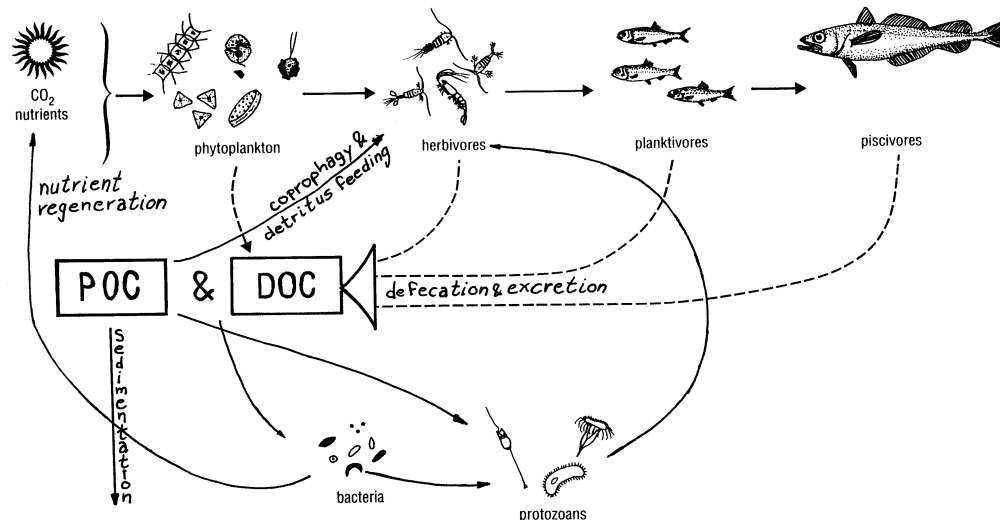 CO2
nutrients
phytoplankton
herbivores
planktivores
piscivores
coprophagy &
detritus feeding
nutrient
regeneration
POC & DOC
defecation & excretion
Sedimentation
bacteria
protozoans